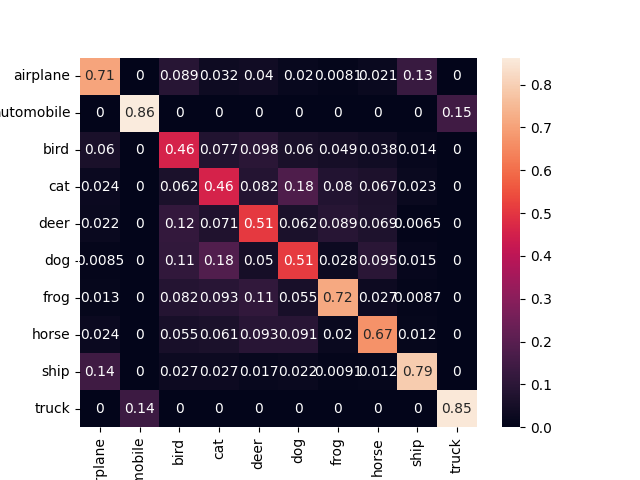 airplane 0.71 0 0.089 0.032 0.04 0.02 0.0081 0.021 0.13 0
utomobile 0 0.86 0 0 0 0 0 0 0 0.15
bird 0.06 0 0.46 0.077 0.098 0.06 0.049 0.038 0.014 0
cat 0.024 0 0.062 0.46 0.082 0.18 0.08 0.067 0.023 0
deer 0.022 0 0.12 0.071 0.51 0.062 0.089 0.069 0.0065 0
dog 0.0085 0 0.11 0.18 0.05 0.51 0.028 0.095 0.015 0
frog 0.013 0 0.082 0.093 0.11 0.055 0.72 0.027 0.0087 0
horse 0.024 0 0.055 0.061 0.093 0.091 0.02 0.67 0.012 0
ship 0.14 0 0.027 0.027 0.017 0.022 0.0091 0.012 0.79 0
truck 0 0.14 0 0 0 0 0 0 0 0.85
rplane mobile bird cat deer dog frog horse ship truck
0.8
0.7
0.6
0.5
0.4
0.3
0.2
0.1
0.0